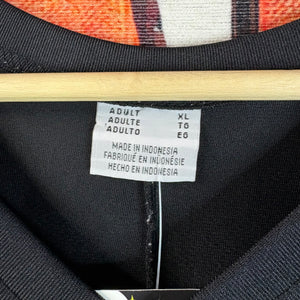 ADULT XL
ADULTE TG
ADULTO EG
MADE IN INDONESIA
FABRIQUÉ EN INDONÉSIE
HECHO EN INDONESIA